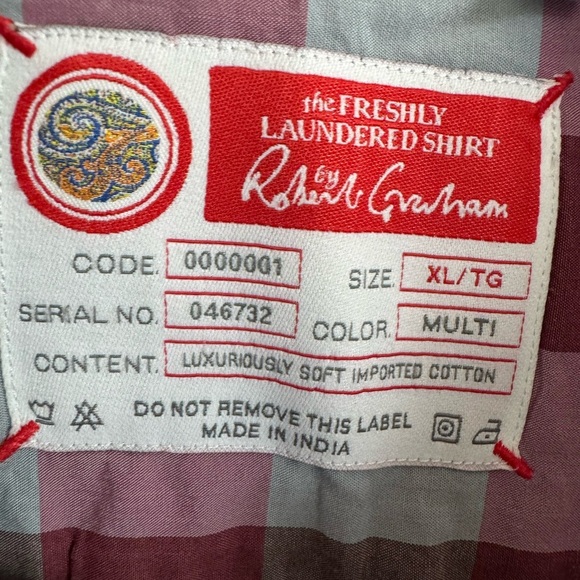 the FRESHLY
LAUNDERED SHIRT
by
Robert Graham
CODE. 0000001
SIZE: XL/TG
SERIAL NO. 046732
COLOR. MULTI
CONTENT. LUXURIOUSLY SOFT IMPORTED COTTON
DO NOT REMOVE THIS LABEL
MADE IN INDIA